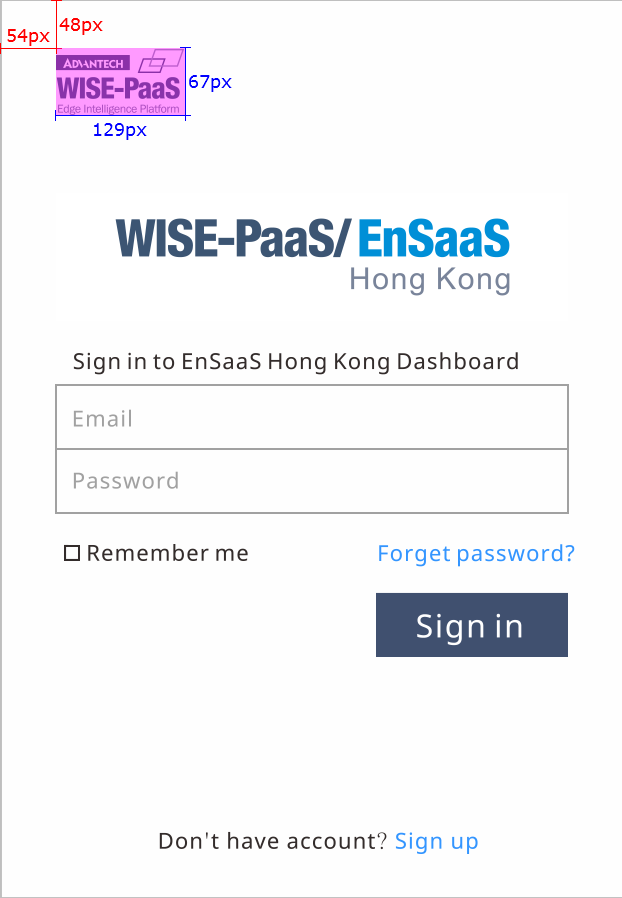 48px
54px
ADVANTECH
WISE-PaaS
Edge Intelligence Platform
67px
129px
WISE-PaaS/ EnSaaS
Hong Kong
Sign in to EnSaaS Hong Kong Dashboard
Email
Password
Remember me Forget password?
Sign in
Don't have account? Sign up